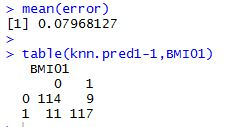 > mean(error)
[1] 0.07968127
>
> table(knn.pred1-1,BMI01)
BMI01
0 1
0 114 9
1 11 117